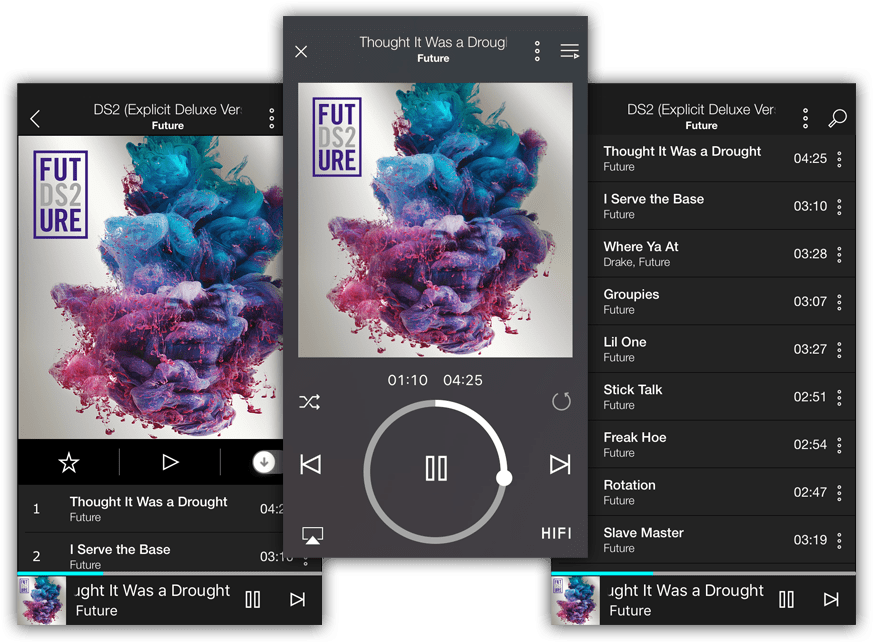 DS2 (Explicit Deluxe Ver
Future
FUT
DS2
URE
1
Thought It Was a Drought
Future
04:2
2
I Serve the Base
Future
03:10
ught It Was a Drought
Future
Thought It Was a Droug
Future
FUT
DS2
URE
01:10 04:25
HIFI
DS2 (Explicit Deluxe Ver
Future
Thought It Was a Drought
04:25
Future
I Serve the Base
03:10
Future
Where Ya At
03:28
Drake, Future
Groupies
03:07
Future
Lil One
03:27
Future
Stick Talk
02:51
Future
Freak Hoe
02:54
Future
Rotation
02:47
Future
Slave Master
03:19
Future
ught It Was a Drought
Future